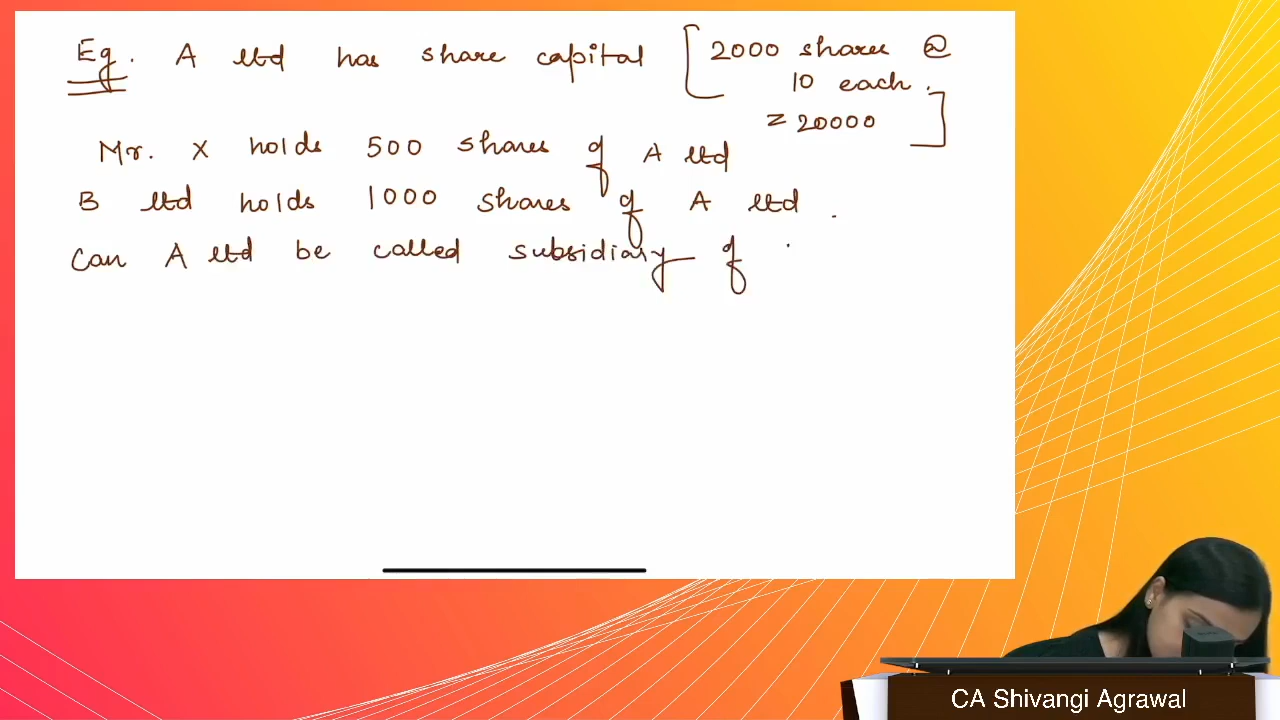 Eg. A ltd has share capital [2000 shares @
10 each.
= 20000]
Mr. X holds 500 shares of A ltd
B ltd holds 1000 shares of A ltd.
Can A ltd be called subsidiary of
CA Shivangi Agrawal